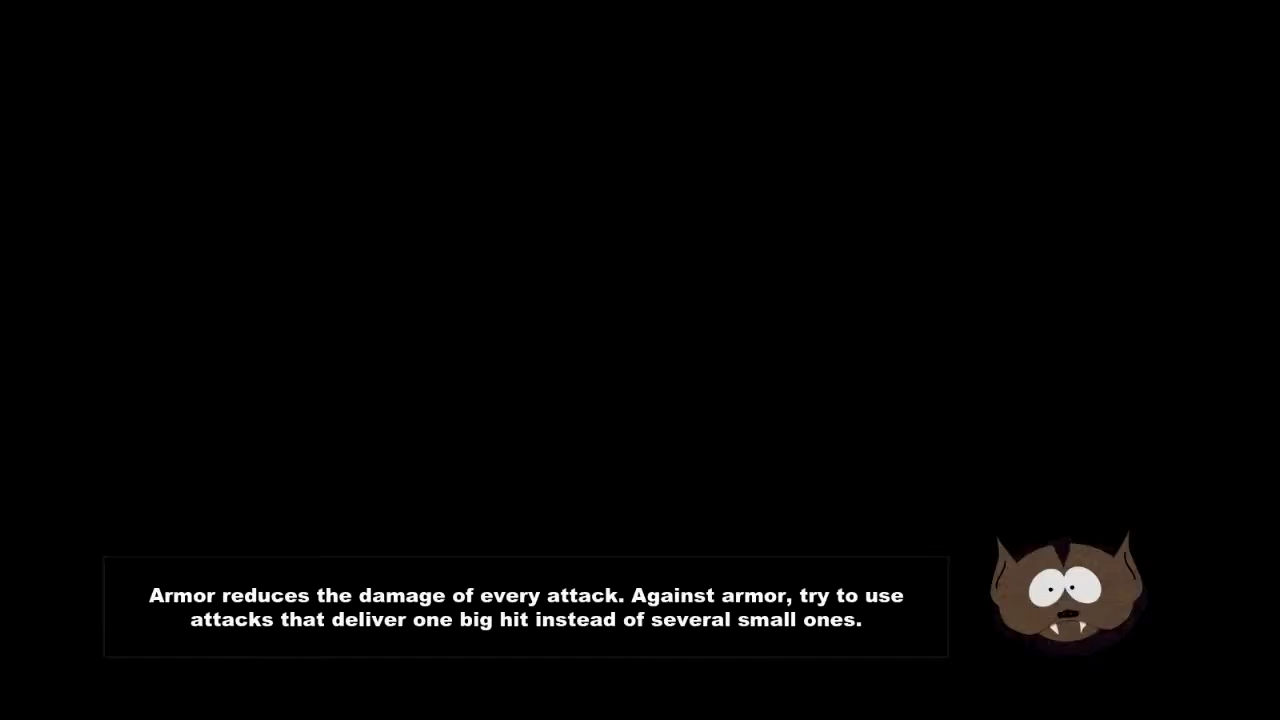 Armor reduces the damage of every attack. Against armor, try to use
attacks that deliver one big hit instead of several small ones.